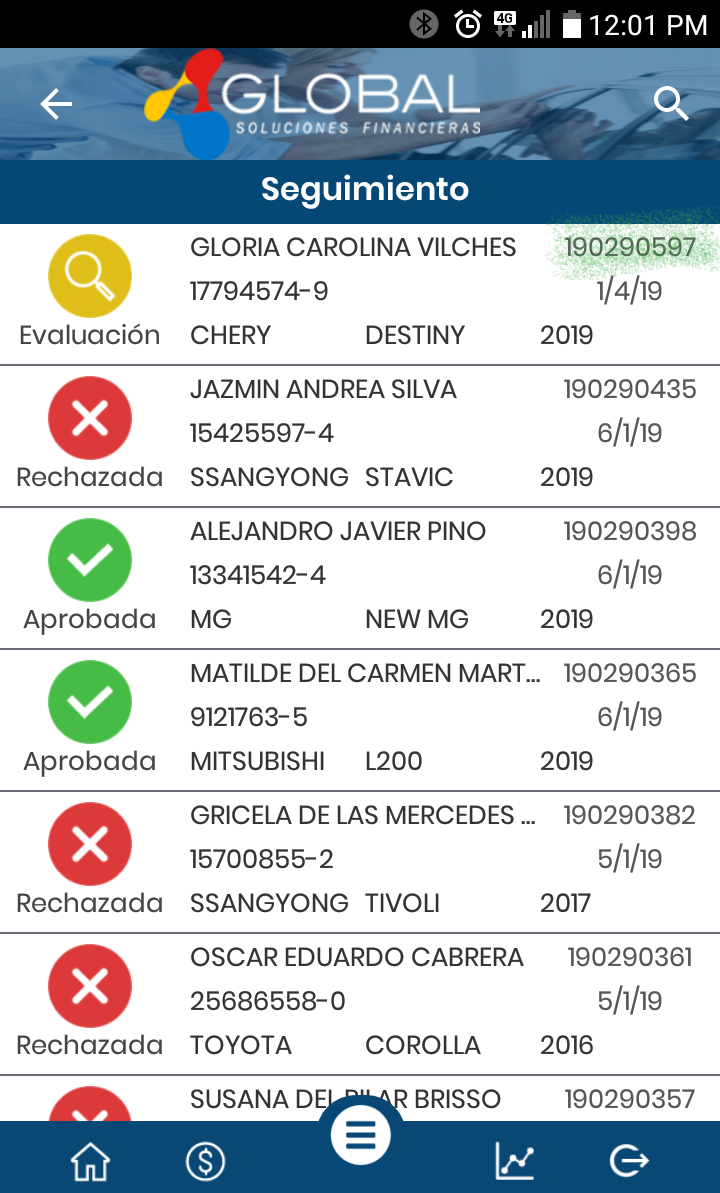 4G 12:01 PM
GLOBAL
SOLUCIONES FINANCIERAS
Seguimiento
GLORIA CAROLINA VILCHES 190290597
17794574-9 1/4/19
Evaluación CHERY DESTINY 2019
JAZMIN ANDREA SILVA 190290435
15425597-4 6/1/19
Rechazada SSANGYONG STAVIC 2019
ALEJANDRO JAVIER PINO 190290398
13341542-4 6/1/19
Aprobada MG NEW MG 2019
MATILDE DEL CARMEN MART... 190290365
9121763-5 6/1/19
Aprobada MITSUBISHI L200 2019
GRICELA DE LAS MERCEDES ... 190290382
15700855-2 5/1/19
Rechazada SSANGYONG TIVOLI 2017
OSCAR EDUARDO CABRERA 190290361
25686558-0 5/1/19
Rechazada TOYOTA COROLLA 2016
SUSANA DEL PILAR BRISSO 190290357